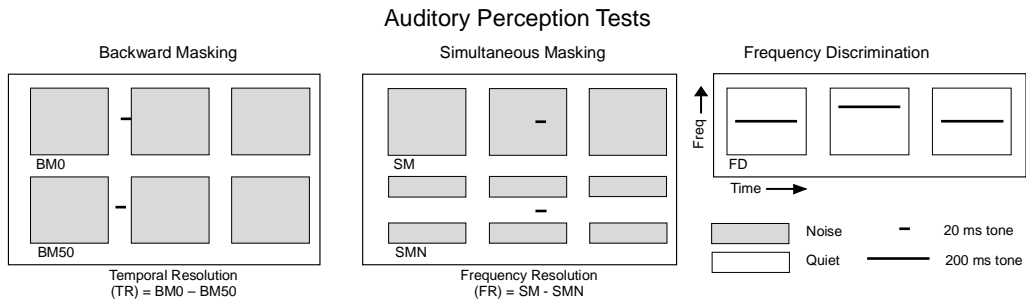 Auditory Perception Tests
Backward Masking
BM0
BM50
Temporal Resolution
(TR) = BM0 – BM50
Simultaneous Masking
SM
SMN
Frequency Resolution
(FR) = SM - SMN
Frequency Discrimination
Freq
FD
Time
Noise
20 ms tone
Quiet
200 ms tone